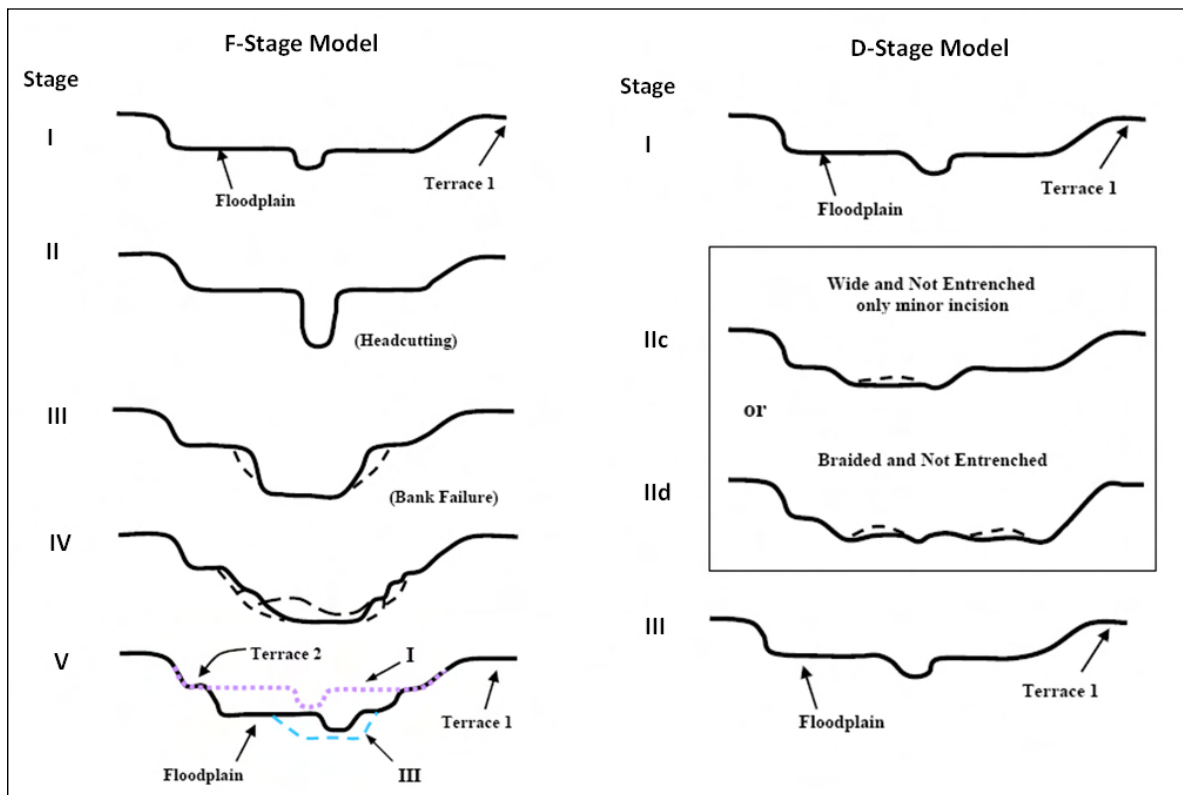 F-Stage Model
Stage
I
Floodplain
Terrace 1
II
(Headcutting)
III
(Bank Failure)
IV
V
Terrace 2
I
Terrace 1
Floodplain
III
D-Stage Model
Stage
I
Floodplain
Terrace 1
Wide and Not Entrenched
only minor incision
IIc
or
Braided and Not Entrenched
IId
III
Floodplain
Terrace 1